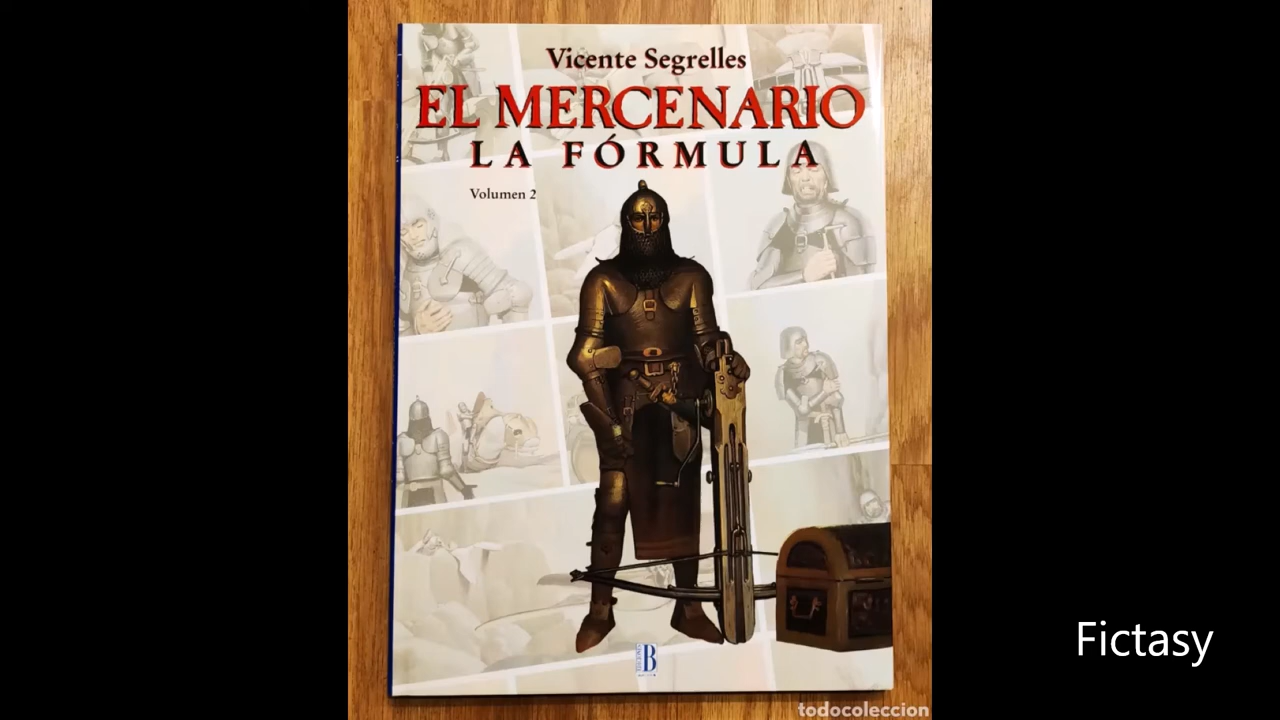 Vicente Segrelles
EL MERCENARIO
LA FÓRMULA
Volumen 2
B
Fictasy
todocoleccion